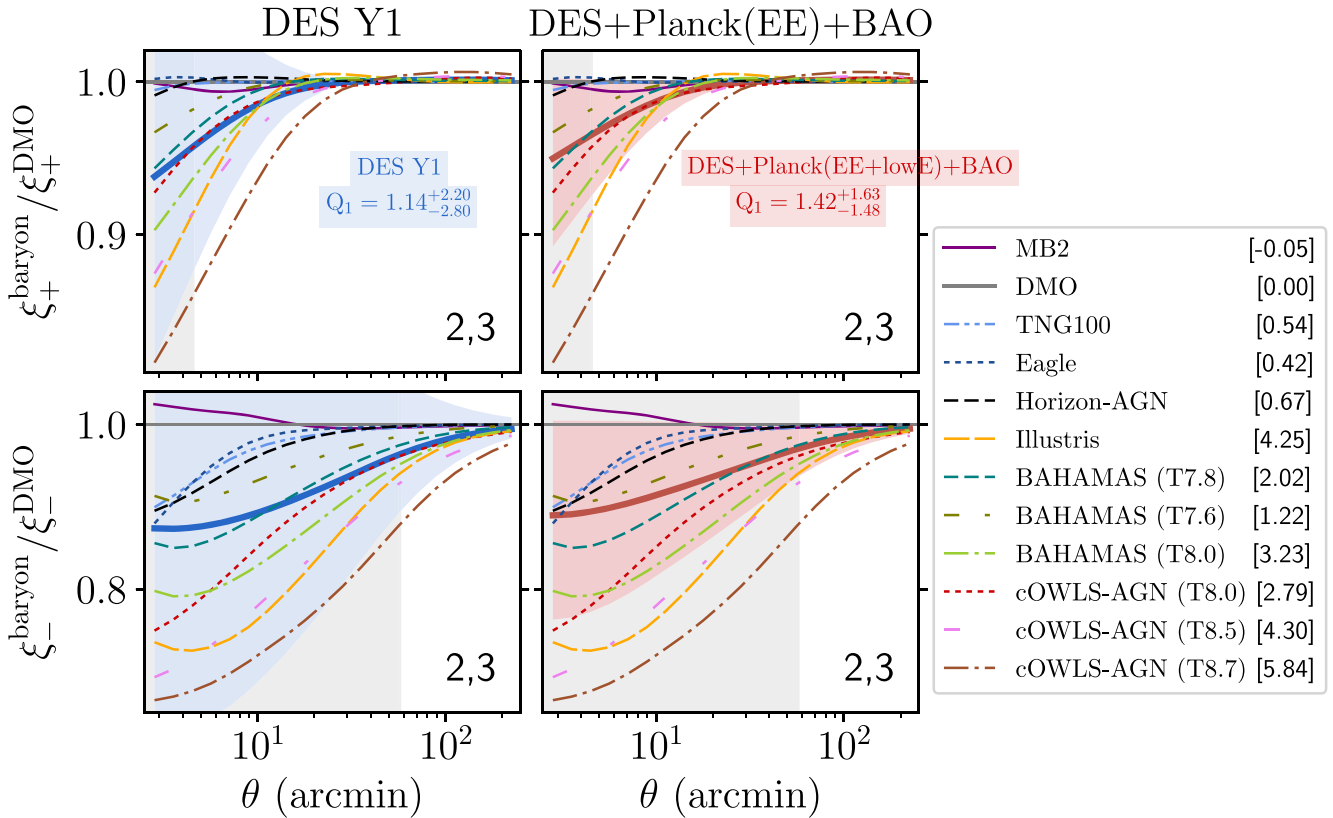 DES Y1
DES+Planck(EE)+BAO
ξ₊^baryon / ξ₊^DMO
1.0
0.9
DES Y1
Q₁ = 1.14^{+2.20}_{−2.80}
2,3
DES+Planck(EE+lowE)+BAO
Q₁ = 1.42^{+1.63}_{−1.48}
2,3
ξ₋^baryon / ξ₋^DMO
1.0
0.8
2,3
2,3
10¹ 10² 10¹ 10²
θ (arcmin) θ (arcmin)
MB2 [-0.05]
DMO [0.00]
TNG100 [0.54]
Eagle [0.42]
Horizon-AGN [0.67]
Illustris [4.25]
BAHAMAS (T7.8) [2.02]
BAHAMAS (T7.6) [1.22]
BAHAMAS (T8.0) [3.23]
cOWLS-AGN (T8.0) [2.79]
cOWLS-AGN (T8.5) [4.30]
cOWLS-AGN (T8.7) [5.84]